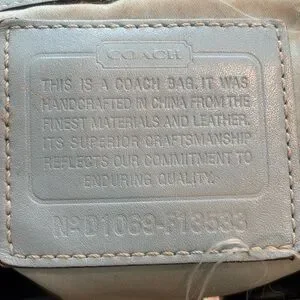 COACH
THIS IS A COACH BAG. IT WAS
HANDCRAFTED IN CHINA FROM THE
FINEST MATERIALS AND LEATHER.
ITS SUPERIOR CRAFTSMANSHIP
REFLECTS OUR COMMITMENT TO
ENDURING QUALITY.
Nº D1069-F13533